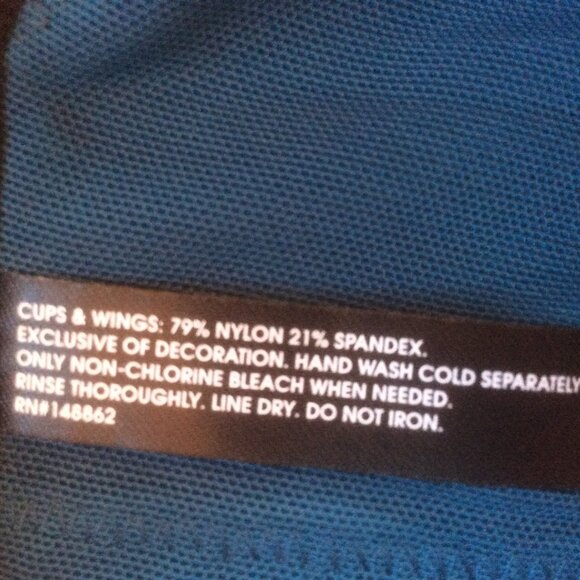 CUPS & WINGS: 79% NYLON 21% SPANDEX.
EXCLUSIVE OF DECORATION. HAND WASH COLD SEPARATELY
ONLY NON-CHLORINE BLEACH WHEN NEEDED.
RINSE THOROUGHLY. LINE DRY. DO NOT IRON.
RN#148862